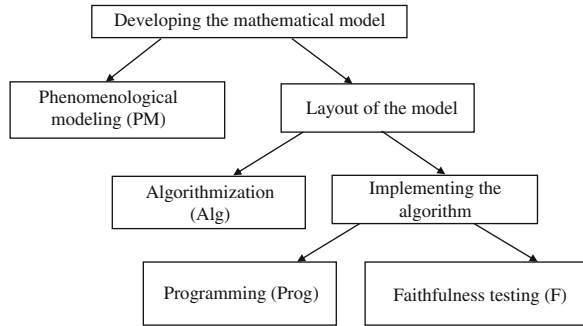 Developing the mathematical model
Phenomenological
modeling (PM)
Layout of the model
Algorithmization
(Alg)
Implementing the
algorithm
Programming (Prog)
Faithfulness testing (F)